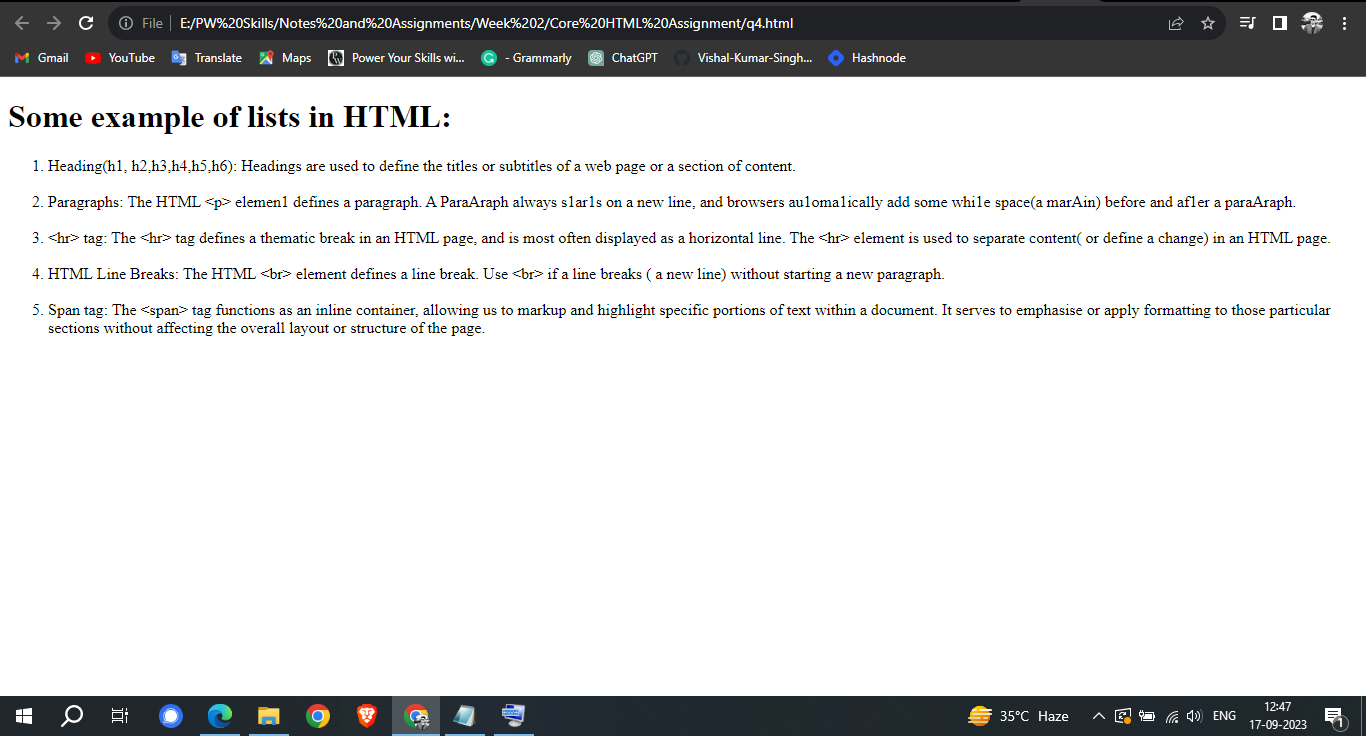 File | E:/PW%20Skills/Notes%20and%20Assignments/Week%202/Core%20HTML%20Assignment/q4.html
Gmail YouTube Translate Maps Power Your Skills wi... - Grammarly ChatGPT Vishal-Kumar-Singh... Hashnode
Some example of lists in HTML:
1. Heading(h1, h2,h3,h4,h5,h6): Headings are used to define the titles or subtitles of a web page or a section of content.
2. Paragraphs: The HTML <p> elemen1 defines a paragraph. A ParaAraph always s1ar1s on a new line, and browsers au1oma1ically add some whi1e space(a marAin) before and af1er a paraAraph.
3. <hr> tag: The <hr> tag defines a thematic break in an HTML page, and is most often displayed as a horizontal line. The <hr> element is used to separate content( or define a change) in an HTML page.
4. HTML Line Breaks: The HTML <br> element defines a line break. Use <br> if a line breaks ( a new line) without starting a new paragraph.
5. Span tag: The <span> tag functions as an inline container, allowing us to markup and highlight specific portions of text within a document. It serves to emphasise or apply formatting to those particular
sections without affecting the overall layout or structure of the page.
35°C Haze
ENG
12:47
17-09-2023
1